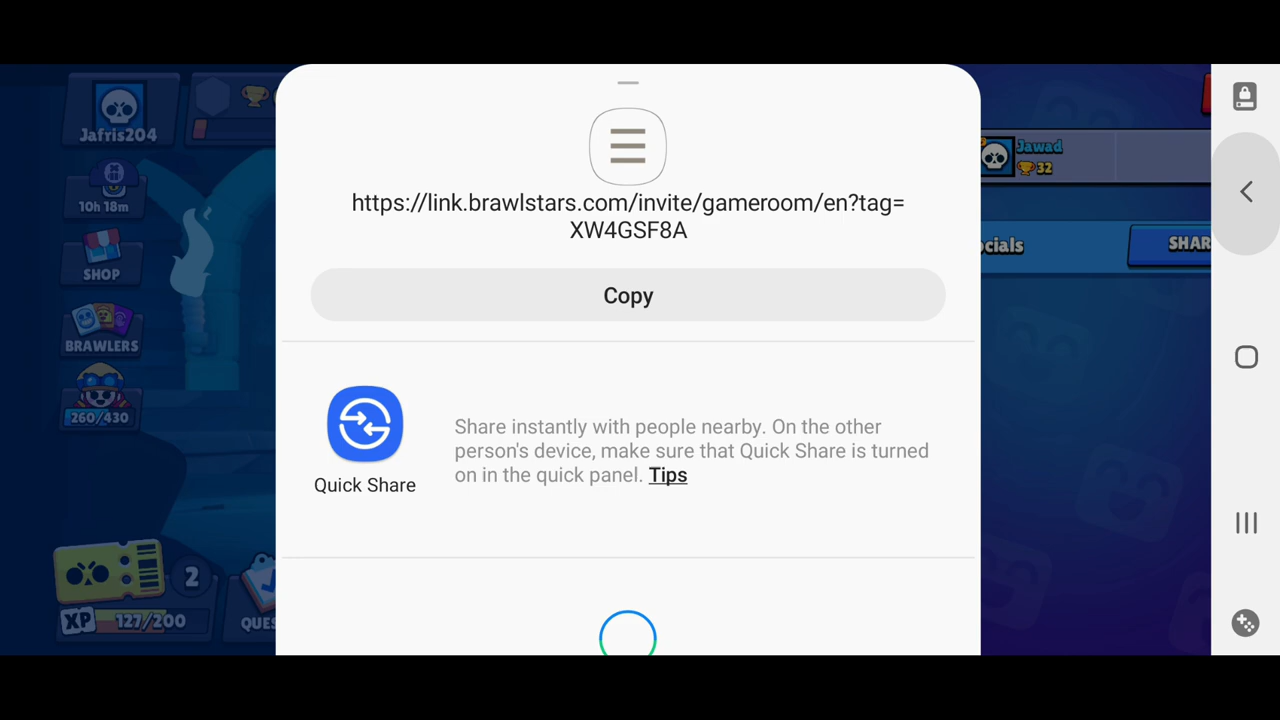 Jafris204
10h 18m
SHOP
BRAWLERS
260/430
2
XP 127/200
https://link.brawlstars.com/invite/gameroom/en?tag=
XW4GSF8A
Copy
Quick Share
Share instantly with people nearby. On the other
person's device, make sure that Quick Share is turned
on in the quick panel. Tips
Jawad
32
ocials
SHAR
QUES